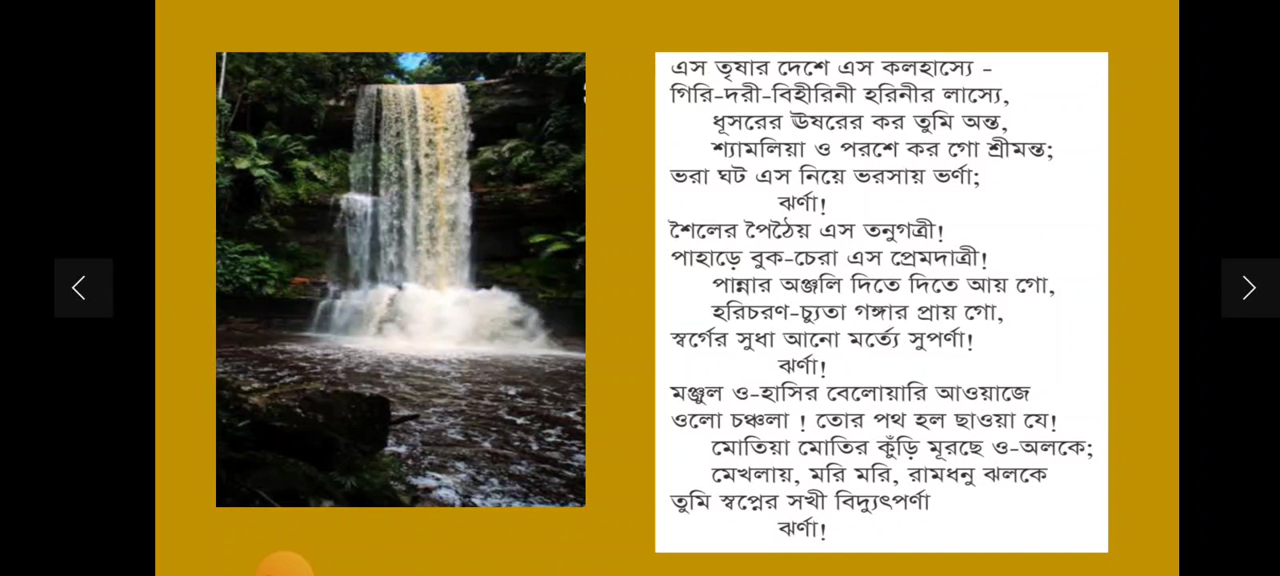 এস তৃষার দেশে এস কলহাস্যে -
গিরি-দরী-বিহীরিনী হরিনীর লাস্যে,
ধূসরের ঊষরের কর তুমি অন্ত,
শ্যামলিয়া ও পরশে কর গো শ্রীমন্ত;
ভরা ঘট এস নিয়ে ভরসায় ভর্ণা;
ঝর্ণা!
শৈলের পৈঠৈয় এস তনুগত্রী!
পাহাড়ে বুক-চেরা এস প্রেমদাত্রী!
পান্নার অঞ্জলি দিতে দিতে আয় গো,
হরিচরণ-চ্যুতা গঙ্গার প্রায় গো,
স্বর্গের সুধা আনো মর্ত্যে সুপর্ণা!
ঝর্ণা!
মঞ্জুল ও-হাসির বেলোয়ারি আওয়াজে
ওলো চঞ্চলা ! তোর পথ হল ছাওয়া যে!
মোতিয়া মোতির কুঁড়ি মূরছে ও-অলকে;
মেখলায়, মরি মরি, রামধনু ঝলকে
তুমি স্বপ্নের সখী বিদ্যুৎপর্ণা
ঝর্ণা!